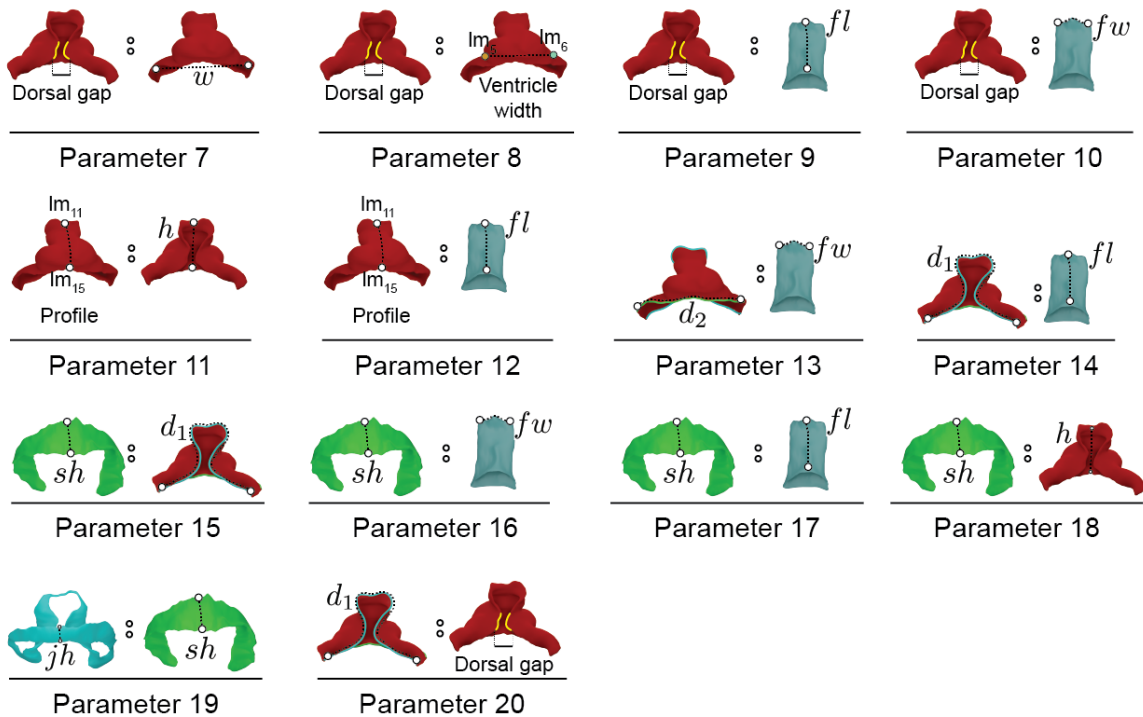 Dorsal gap w
Parameter 7
lm5 lm6
Dorsal gap Ventricle width
Parameter 8
Dorsal gap fl
Parameter 9
Dorsal gap fw
Parameter 10
lm11 h
lm15
Profile
Parameter 11
lm11 fl
lm15
Profile
Parameter 12
d2 fw
Parameter 13
d1 fl
Parameter 14
sh d1
Parameter 15
sh fw
Parameter 16
sh fl
Parameter 17
sh h
Parameter 18
jh sh
Parameter 19
d1 Dorsal gap
Parameter 20